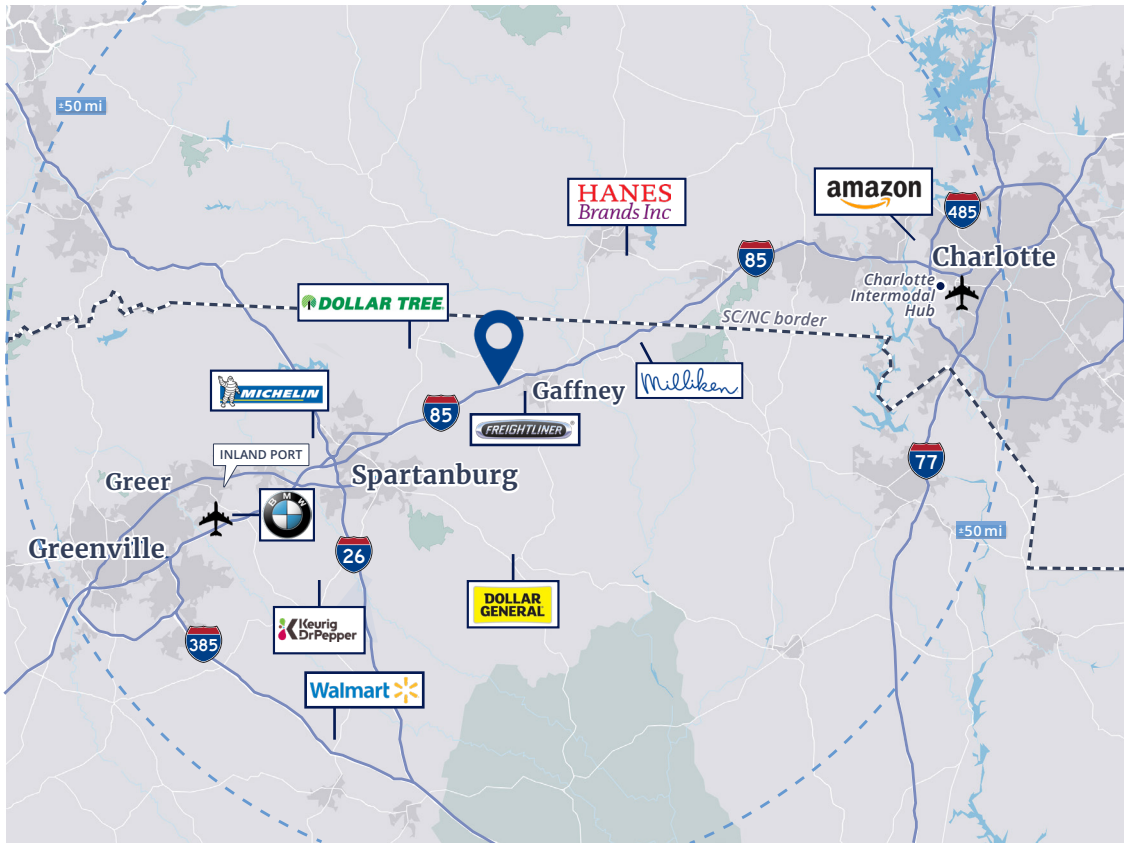 ±50 mi
HANES
Brands Inc
amazon
485
85
Charlotte
Charlotte
Intermodal
Hub
DOLLAR TREE
SC/NC border
MICHELIN
Gaffney
Milliken
85
FREIGHTLINER
INLAND PORT
Greer
Spartanburg
77
BMW
Greenville
26
±50 mi
DOLLAR
GENERAL
Keurig
DrPepper
385
Walmart